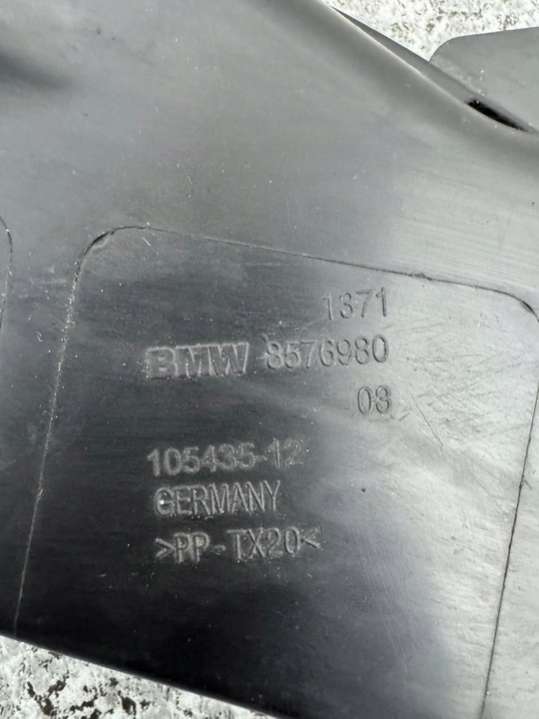 1371
BMW 8576980
03
105435-12
GERMANY
>PP-TX20<